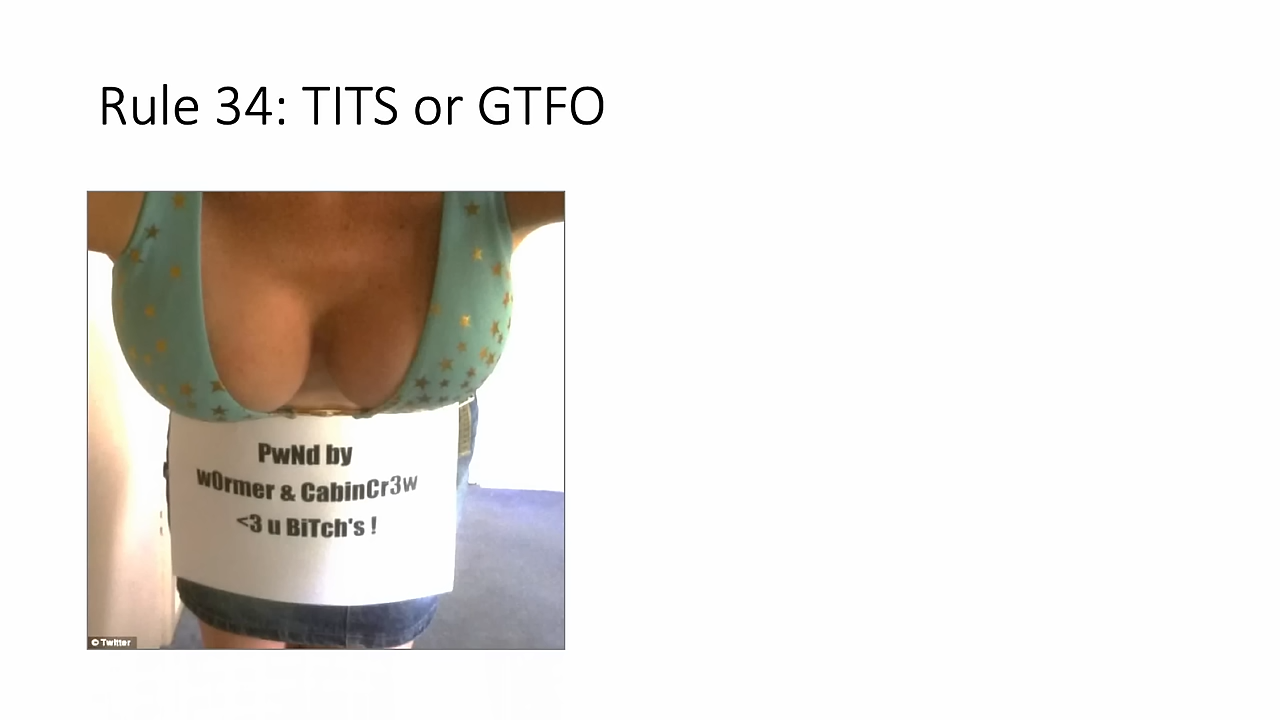 Rule 34: TITS or GTFO
PwNd by
w0rmer & CabinCr3w
<3 u BiTch's !
© Twitter